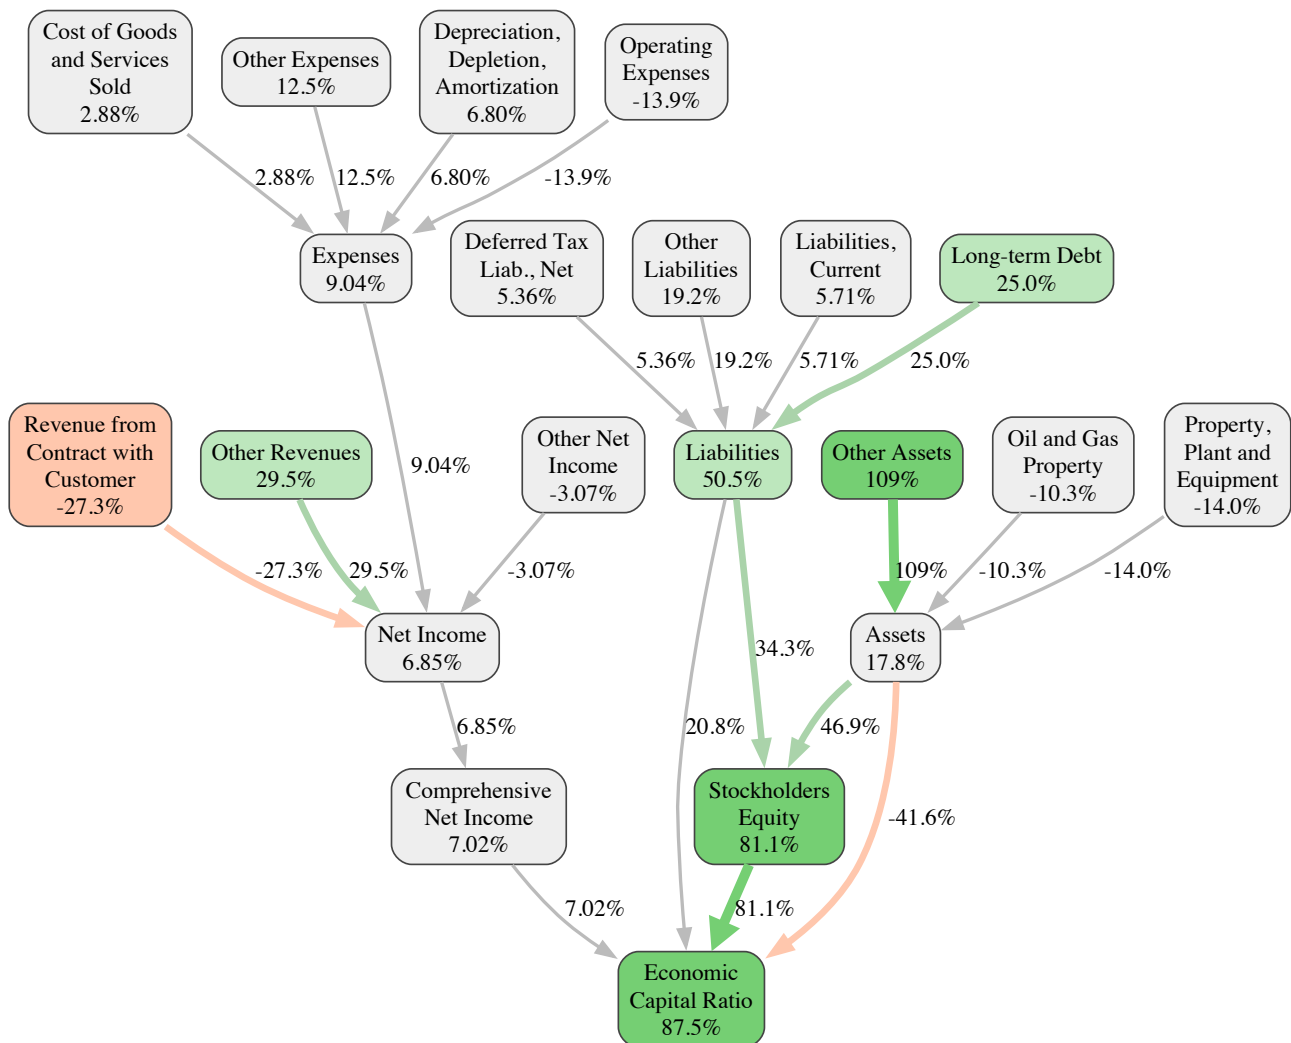 Cost of Goods
and Services
Sold
2.88%
Other Expenses
12.5%
Depreciation,
Depletion,
Amortization
6.80%
Operating
Expenses
-13.9%
2.88%
12.5%
6.80%
-13.9%
Expenses
9.04%
Deferred Tax
Liab., Net
5.36%
Other
Liabilities
19.2%
Liabilities,
Current
5.71%
Long-term Debt
25.0%
5.36%
19.2%
5.71%
25.0%
Revenue from
Contract with
Customer
-27.3%
Other Revenues
29.5%
9.04%
Other Net
Income
-3.07%
Liabilities
50.5%
Other Assets
109%
Oil and Gas
Property
-10.3%
Property,
Plant and
Equipment
-14.0%
-27.3%
29.5%
-3.07%
109%
-10.3%
-14.0%
Net Income
6.85%
34.3%
Assets
17.8%
6.85%
20.8%
46.9%
Comprehensive
Net Income
7.02%
Stockholders
Equity
81.1%
-41.6%
7.02%
81.1%
Economic
Capital Ratio
87.5%